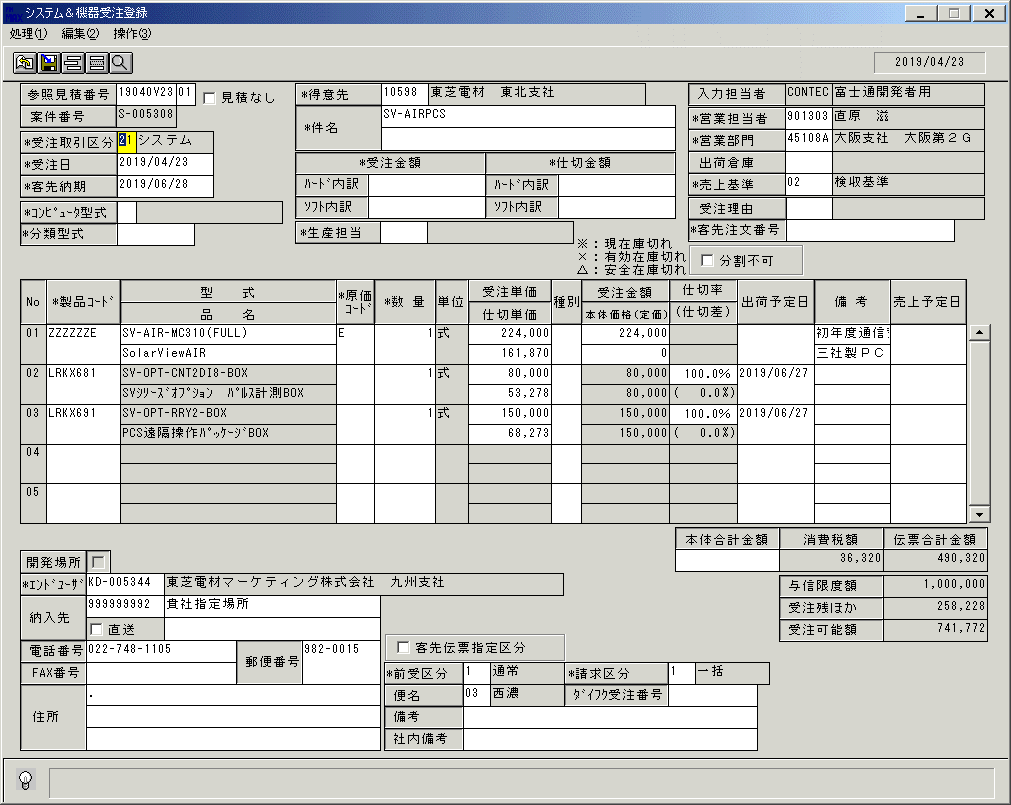 システム＆機器受注登録
処理(1) 編集(2) 操作(3)
2019/04/23
参照見積番号 19040V23 01 見積なし
案件番号 S-005308
*受注取引区分 21 システム
*受注日 2019/04/23
*客先納期 2019/06/28
*ｺﾝﾋﾟｭｰﾀ型式
*分類型式
*得意先 10598 東芝電材 東北支社
*件名 SV-AIRPCS
*受注金額 *仕切金額
ﾊｰﾄﾞ内訳 ﾊｰﾄﾞ内訳
ｿﾌﾄ内訳 ｿﾌﾄ内訳
*生産担当
※：現在庫切れ
×：有効在庫切れ
△：安全在庫切れ
入力担当者 CONTEC 富士通開発者用
*営業担当者 901303 直原 滋
*営業部門 45108A 大阪支社 大阪第２Ｇ
出荷倉庫
*売上基準 02 検収基準
受注理由
*客先注文番号
分割不可
No *製品ｺｰﾄﾞ 型 式 *原価ｺｰﾄﾞ *数 量 単位 受注単価 種別 受注金額 仕切率 出荷予定日 備 考 売上予定日
品 名 仕切単価 本体価格(定価) (仕切差)
01 ZZZZZZE SV-AIR-MC310(FULL) E 1 式 224,000 224,000 初年度通信
SolarViewAIR 161,870 0 三社製ＰＣ
02 LRKX681 SV-OPT-CNT2DI8-BOX 1 式 80,000 80,000 100.0% 2019/06/27
SVｼﾘｰｽﾞｵﾌﾟｼｮﾝ ﾊﾟﾙｽ計測BOX 53,278 80,000 ( 0.0%)
03 LRKX691 SV-OPT-RRY2-BOX 1 式 150,000 150,000 100.0% 2019/06/27
PCS遠隔操作ﾊﾟｯｹｰｼﾞBOX 68,273 150,000 ( 0.0%)
04
05
本体合計金額 消費税額 伝票合計金額
36,320 490,320
与信限度額 1,000,000
受注残ほか 258,228
受注可能額 741,772
開発場所
*ｴﾝﾄﾞﾕｰｻﾞ KD-005344 東芝電材マーケティング株式会社 九州支社
納入先 999999992 貴社指定場所
直送
電話番号 022-748-1105 郵便番号 982-0015
FAX番号
住所 .
客先伝票指定区分
*前受区分 1 通常 *請求区分 1 一括
便名 03 西濃 ﾀﾞｲﾌｸ受注番号
備考
社内備考